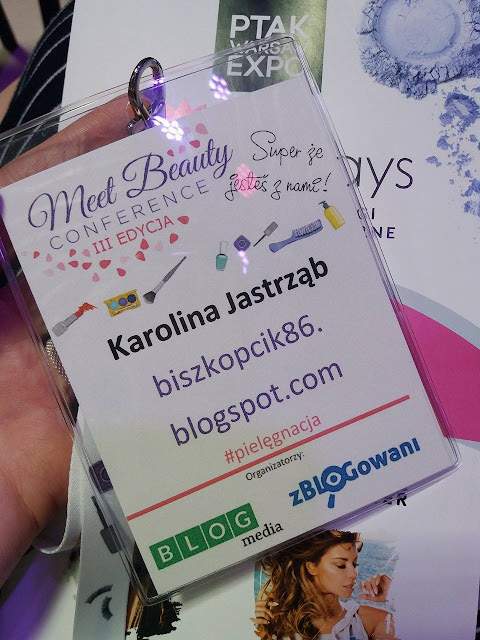 PTAK
WARSAW
EXPO
Meet Beauty
CONFERENCE
III EDYCJA
Super że
jesteś z nami!
Karolina Jastrząb
biszkopcik86.
blogspot.com
#pielęgnacja
Organizatorzy:
BLOG
media
zBLOGowani